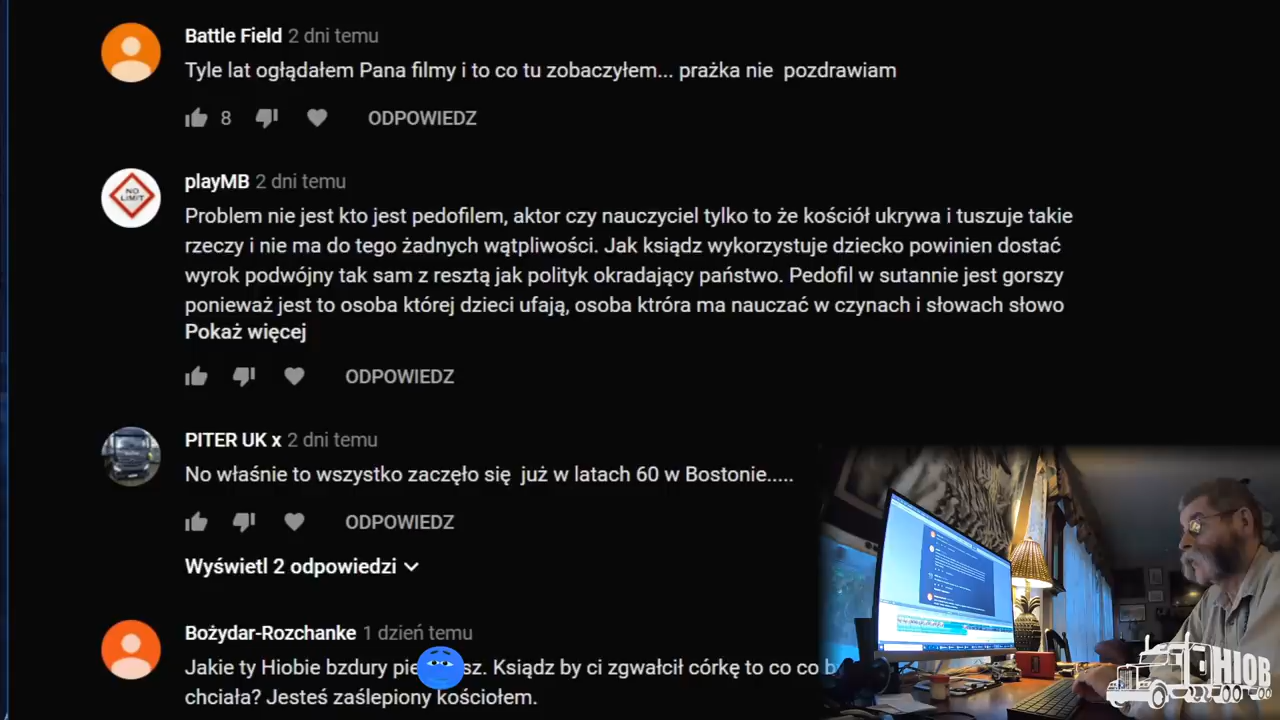 Battle Field 2 dni temu
Tyle lat ogłądałem Pana filmy i to co tu zobaczyłem... prażka nie pozdrawiam
8 ODPOWIEDZ
NO LIMIT
playMB 2 dni temu
Problem nie jest kto jest pedofilem, aktor czy nauczyciel tylko to że kościół ukrywa i tuszuje takie
rzeczy i nie ma do tego żadnych wątpliwości. Jak ksiądz wykorzystuje dziecko powinien dostać
wyrok podwójny tak sam z resztą jak polityk okradający państwo. Pedofil w sutannie jest gorszy
ponieważ jest to osoba której dzieci ufają, osoba ktróra ma nauczać w czynach i słowach słowo
Pokaż więcej
ODPOWIEDZ
PITER UK x 2 dni temu
No właśnie to wszystko zaczęło się już w latach 60 w Bostonie.....
ODPOWIEDZ
Wyświetl 2 odpowiedzi
Bożydar-Rozchanke 1 dzień temu
Jakie ty Hiobie bzdury Ksiądz by ci zgwałcił córkę to co co
chciała? Jesteś zaślepiony kościołem.
HIOB